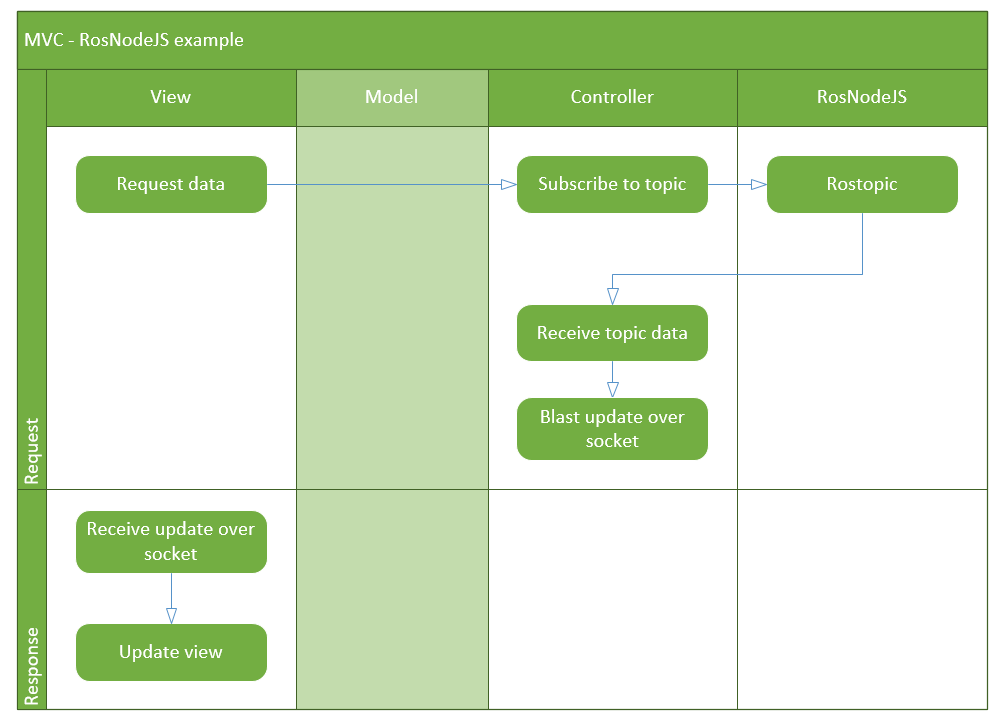 MVC - RosNodeJS example
View
Model
Controller
RosNodeJS
Request
Request data
Subscribe to topic
Rostopic
Receive topic data
Blast update over
socket
Response
Receive update over
socket
Update view